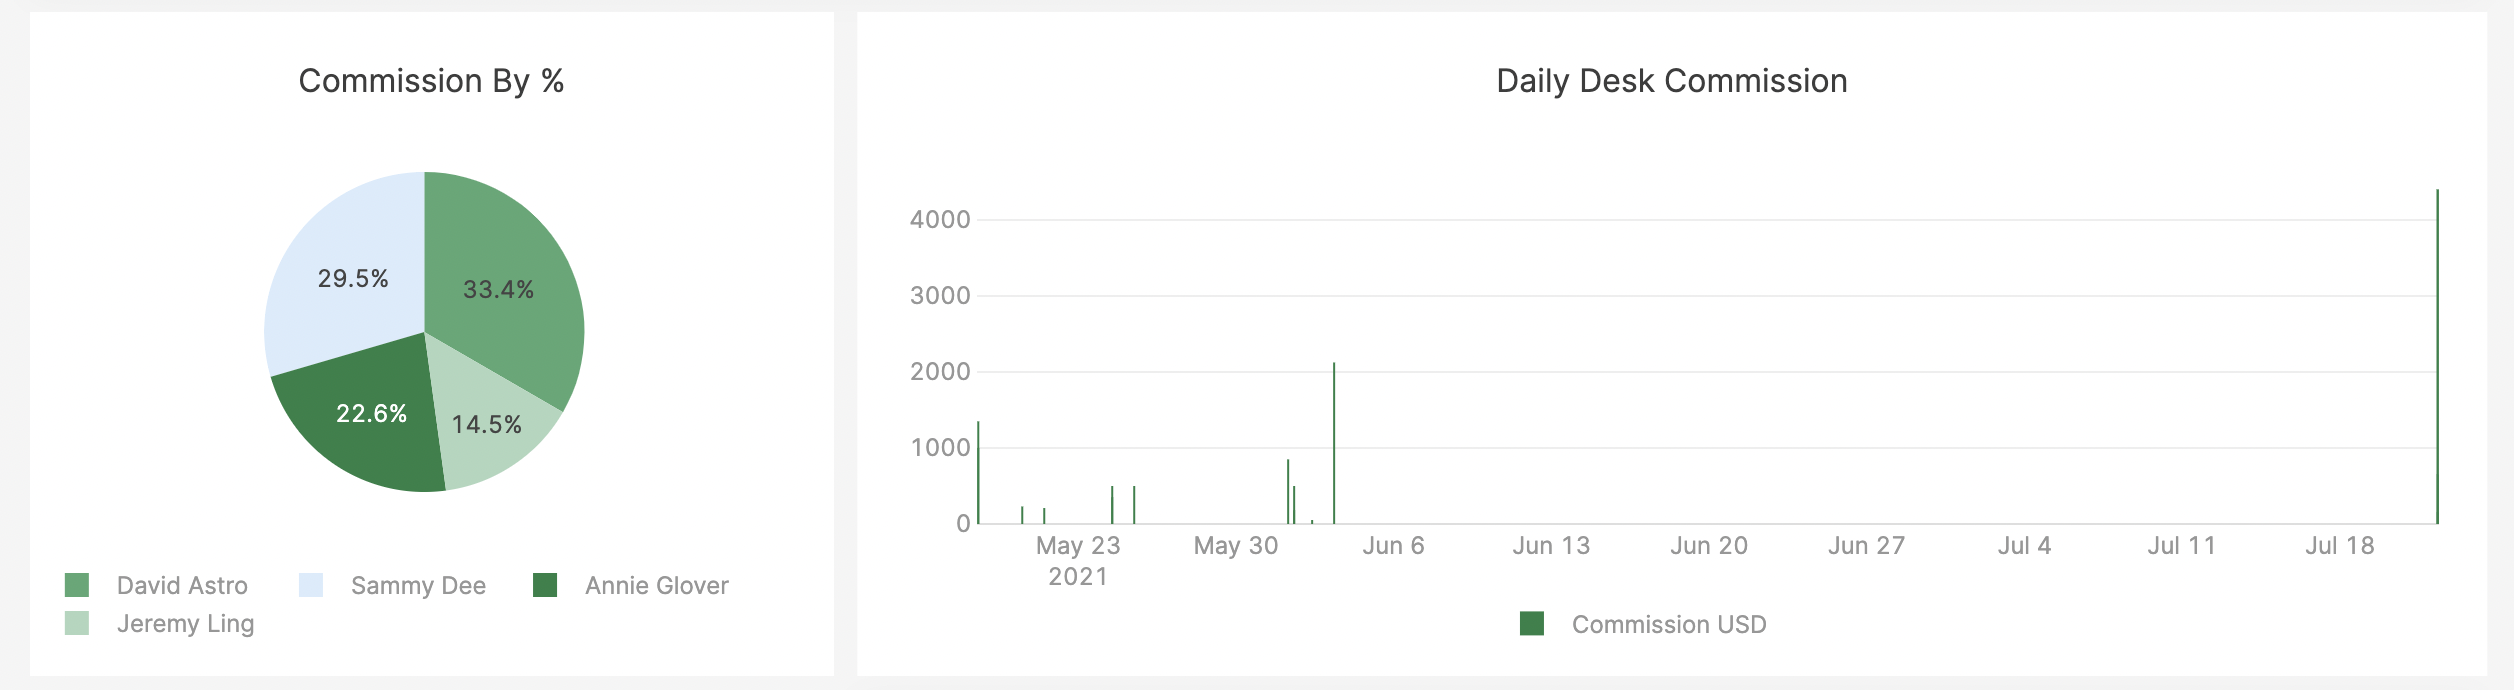 Commission By %
29.5%
33.4%
22.6%
14.5%
David Astro
Sammy Dee
Annie Glover
Jeremy Ling
Daily Desk Commission
4000
3000
2000
1000
0
May 23
2021
May 30
Jun 6
Jun 13
Jun 20
Jun 27
Jul 4
Jul 11
Jul 18
Commission USD